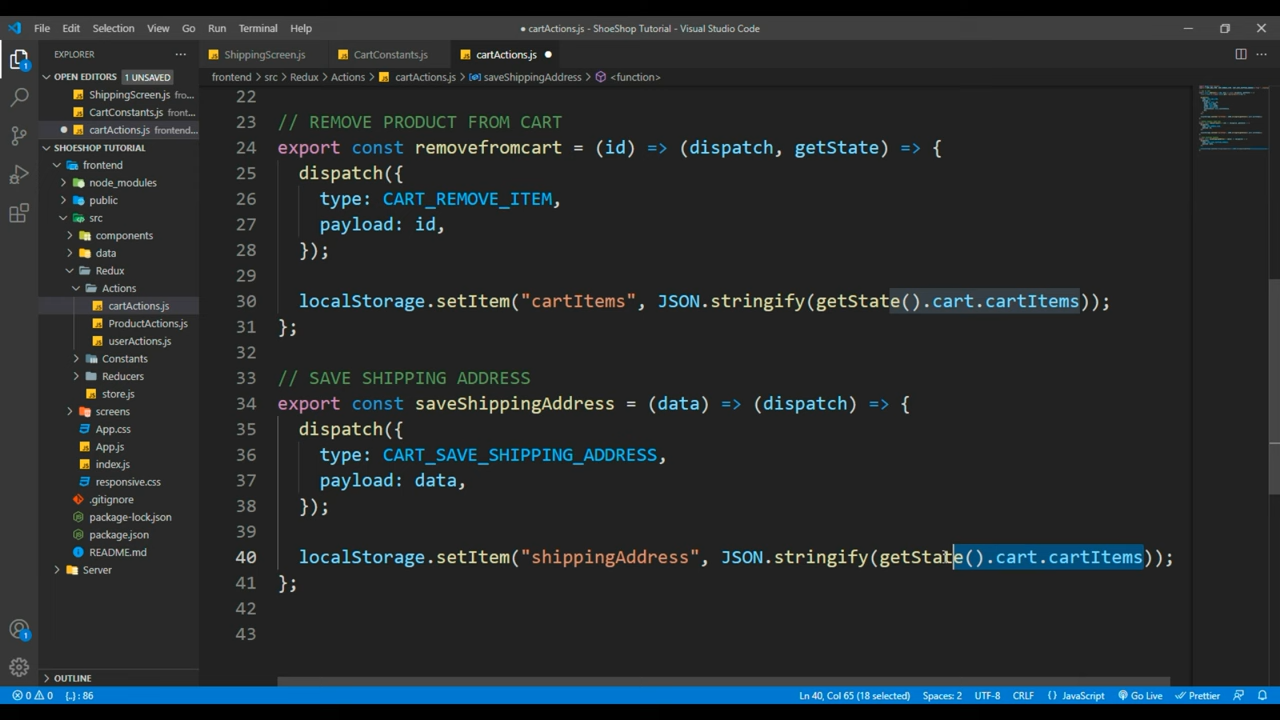 File Edit Selection View Go Run Terminal Help
● cartActions.js - ShoeShop Tutorial - Visual Studio Code
EXPLORER
OPEN EDITORS 1 UNSAVED
ShippingScreen.js fro...
CartConstants.js front...
cartActions.js frontend...
SHOESHOP TUTORIAL
frontend
node_modules
public
src
components
data
Redux
Actions
cartActions.js
ProductActions.js
userActions.js
Constants
Reducers
store.js
screens
App.css
App.js
index.js
responsive.css
.gitignore
package-lock.json
package.json
README.md
Server
OUTLINE
ShippingScreen.js CartConstants.js cartActions.js
frontend > src > Redux > Actions > cartActions.js > saveShippingAddress > <function>
22
23 // REMOVE PRODUCT FROM CART
24 export const removefrocart = (id) => (dispatch, getState) => {
25 dispatch({
26 type: CART_REMOVE_ITEM,
27 payload: id,
28 });
29
30 localStorage.setItem("cartItems", JSON.stringify(getState().cart.cartItems));
31 };
32
33 // SAVE SHIPPING ADDRESS
34 export const saveShippingAddress = (data) => (dispatch) => {
35 dispatch({
36 type: CART_SAVE_SHIPPING_ADDRESS,
37 payload: data,
38 });
39
40 localStorage.setItem("shippingAddress", JSON.stringify(getState().cart.cartItems));
41 };
42
43
0 0 {..} : 86 Ln 40, Col 65 (18 selected) Spaces: 2 UTF-8 CRLF {} JavaScript Go Live Prettier